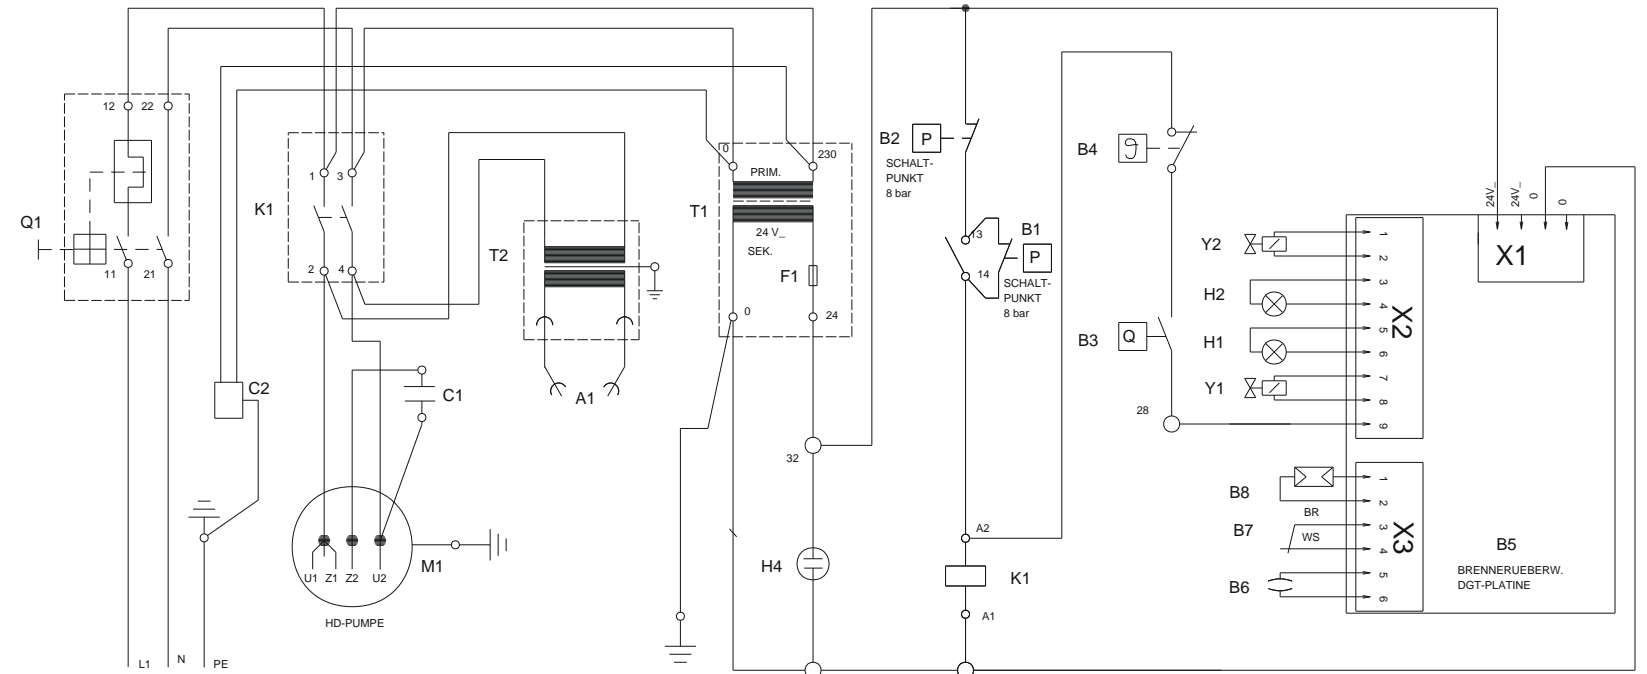 12 22
Q1
11 21
L1 N PE
C2
K1
1 3
2 4
T2
A1
C1
M1
U1 Z1 Z2 U2
HD-PUMPE
0 230
PRIM.
T1
24 V_
SEK.
F1
0 24
32
H4
B2
P
SCHALT-
PUNKT
8 bar
13
B1
P
14
SCHALT-
PUNKT
8 bar
A2
K1
A1
B4
ϑ
B3
Q
28
24V_
24V_
0
0
X1
Y2
H2
H1
Y1
1
2
3
4
5
6
7
8
9
X2
B8
BR
B7
WS
B6
1
2
3
4
5
6
X3
B5
BRENNERUEBERW.
DGT-PLATINE